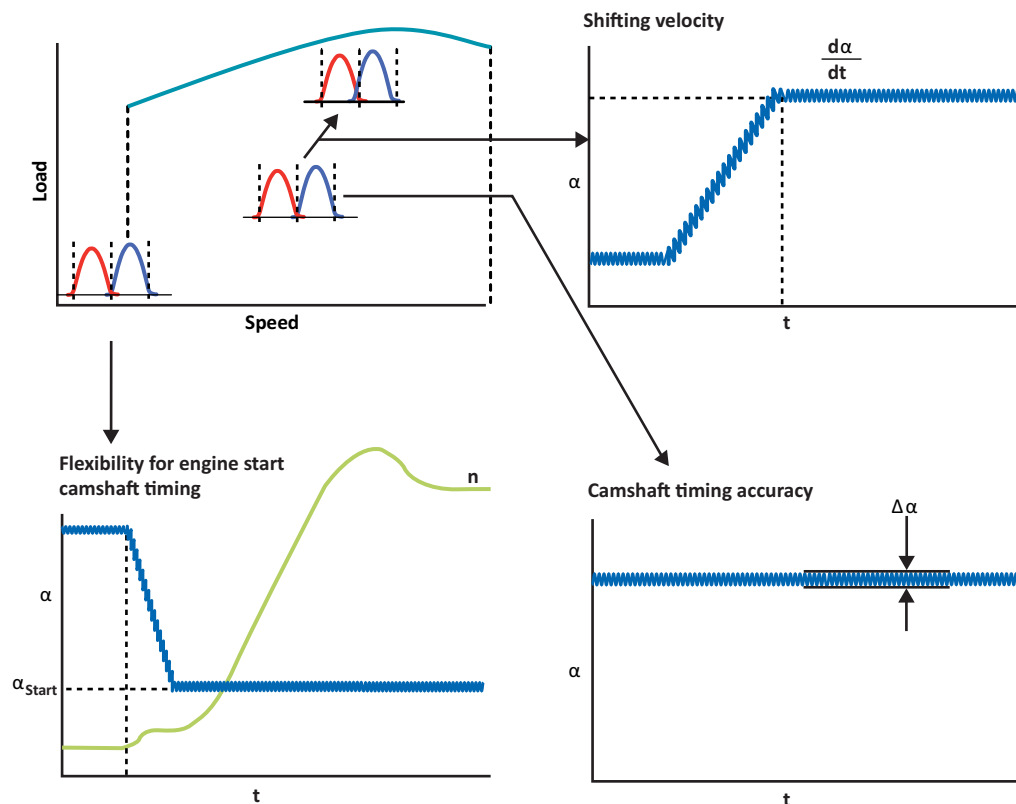 Load
Speed
Shifting velocity
dα
dt
α
t
Flexibility for engine start
camshaft timing
n
α
αStart
t
Camshaft timing accuracy
Δα
α
t